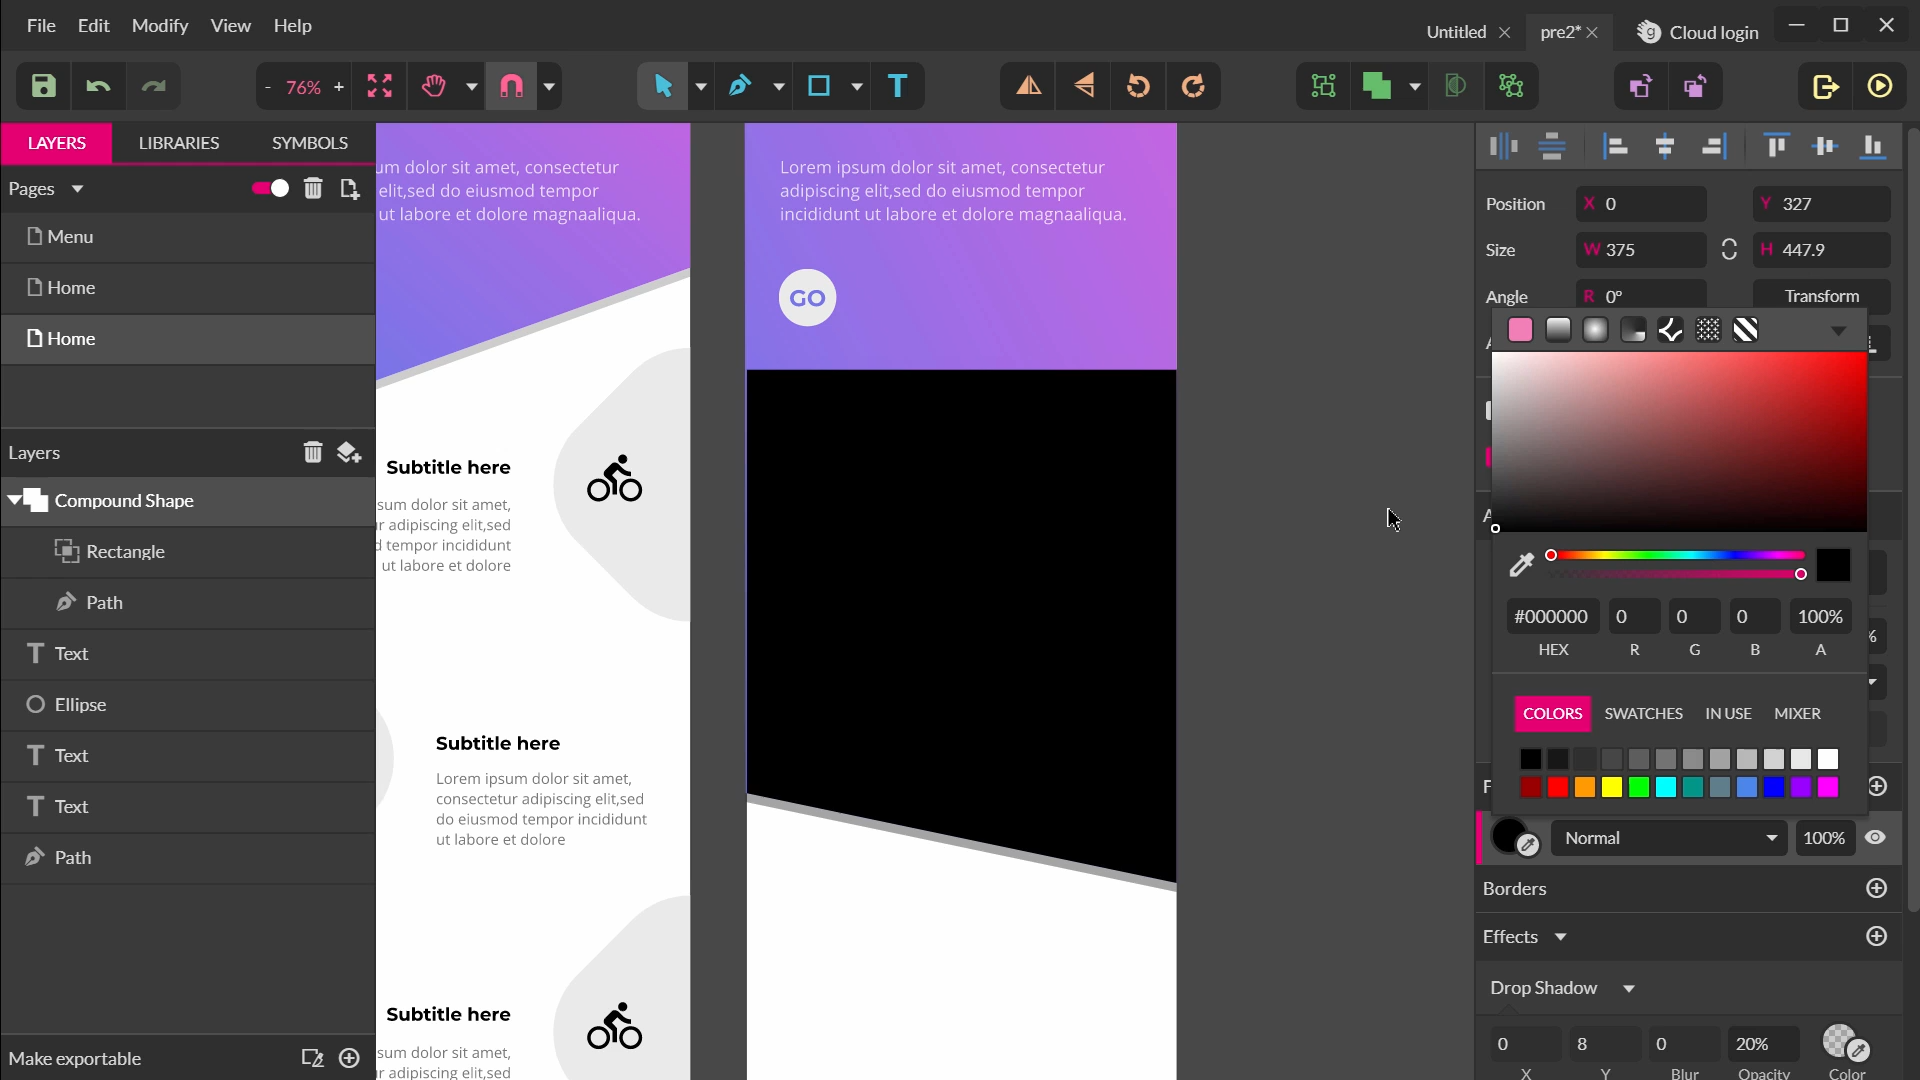 File Edit Modify View Help
Untitled pre2* Cloud login
- 76% +
T
LAYERS LIBRARIES SYMBOLS
Pages
Menu
Home
Home
Layers
Compound Shape
Rectangle
Path
T Text
Ellipse
T Text
T Text
Path
Make exportable
um dolor sit amet, consectetur
elit,sed do eiusmod tempor
ut labore et dolore magnaaliqua.
Subtitle here
sum dolor sit amet,
r adipiscing elit,sed
d tempor incididunt
ut labore et dolore
Subtitle here
Lorem ipsum dolor sit amet,
consectetur adipiscing elit,sed
do eiusmod tempor incididunt
ut labore et dolore
Subtitle here
sum dolor sit amet,
r adipiscing elit,sed
Lorem ipsum dolor sit amet, consectetur
adipiscing elit,sed do eiusmod tempor
incididunt ut labore et dolore magnaaliqua.
GO
Position X 0 Y 327
Size W 375 H 447.9
Angle R 0° Transform
#000000 0 0 0 100%
HEX R G B A
%
COLORS SWATCHES IN USE MIXER
F
Normal 100%
Borders
Effects
Drop Shadow
0 8 0 20%
X Y Blur Opacity Color